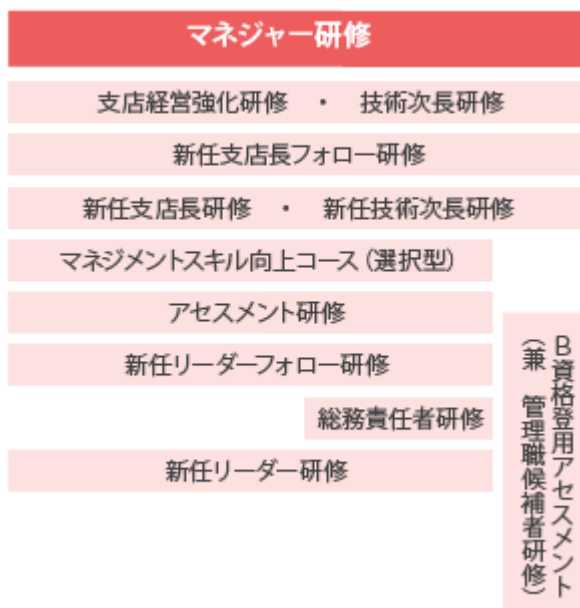 マネジャー研修
支店経営強化研修　・　技術次長研修
新任支店長フォロー研修
新任支店長研修　・　新任技術次長研修
マネジメントスキル向上コース（選択型）
アセスメント研修
新任リーダーフォロー研修
総務責任者研修
新任リーダー研修
B資格登用アセスメント
（兼　管理職候補者研修）